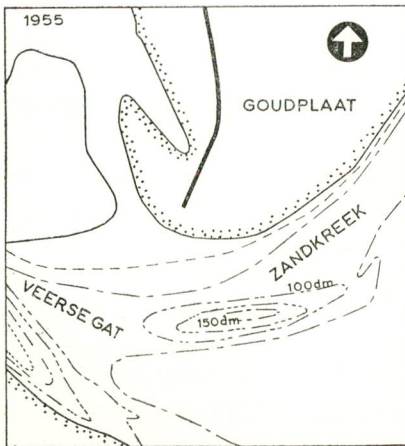 1955
GOUDPLAAT
ZANDKREEK
100dm
VEERSE GAT
150dm